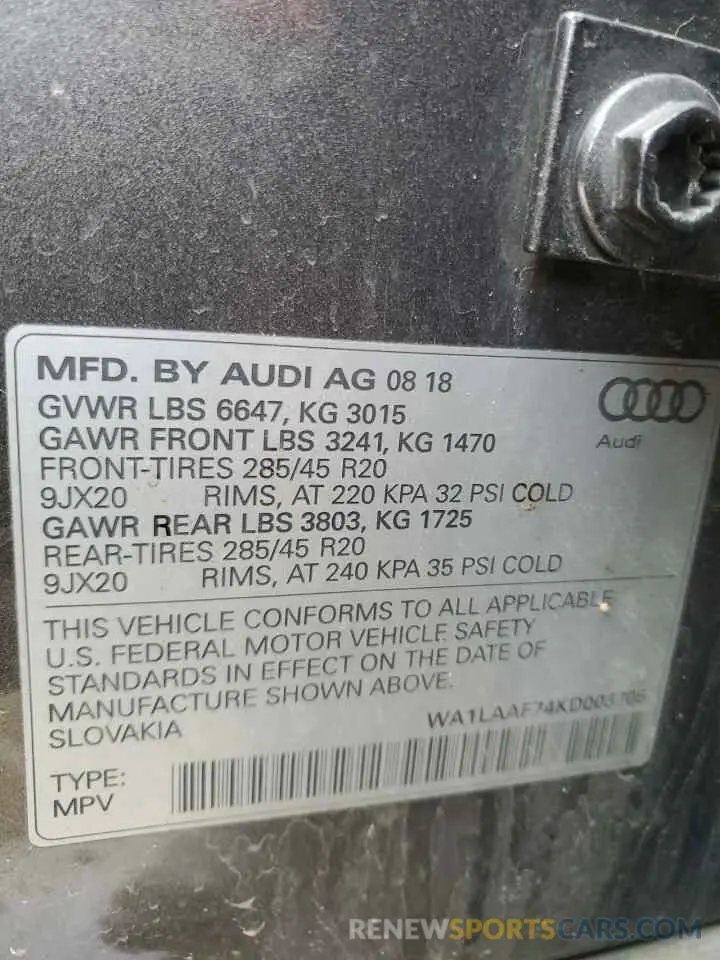 MFD. BY AUDI AG 08 18
GVWR LBS 6647, KG 3015
GAWR FRONT LBS 3241, KG 1470
FRONT-TIRES 285/45 R20
9JX20 RIMS, AT 220 KPA 32 PSI COLD
GAWR REAR LBS 3803, KG 1725
REAR-TIRES 285/45 R20
9JX20 RIMS, AT 240 KPA 35 PSI COLD
Audi
THIS VEHICLE CONFORMS TO ALL APPLICABLE
U.S. FEDERAL MOTOR VEHICLE SAFETY
STANDARDS IN EFFECT ON THE DATE OF
MANUFACTURE SHOWN ABOVE.
SLOVAKIA
TYPE:
MPV
RENEWSPORTSCARS.COM